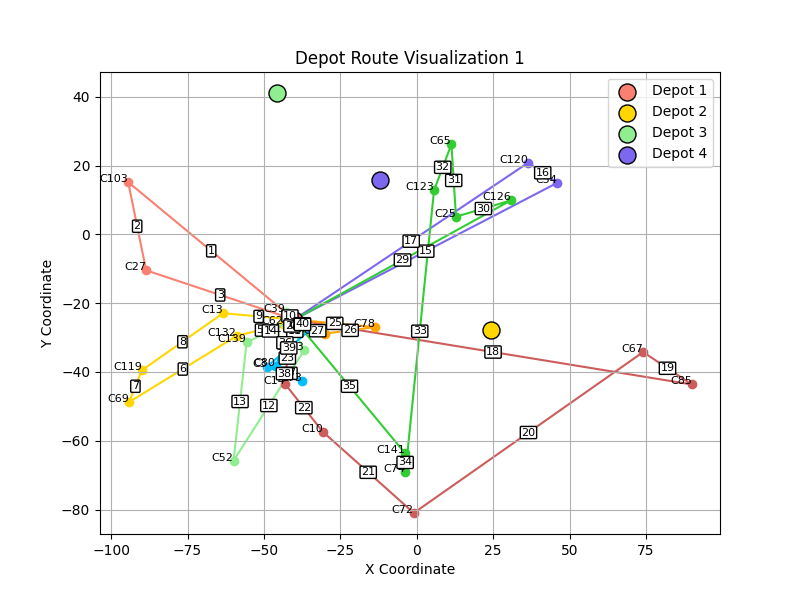 Depot Route Visualization 1
Depot 1
Depot 2
Depot 3
Depot 4
Y Coordinate
40
20
0
−20
−40
−60
−80
−100
−75
−50
−25
0
25
50
75
X Coordinate
C65
C120
32
16
C103
31
C123
C126
C25
30
2
17
1
15
29
C27
3
C39
C13
9
10
40
25
C78
27
26
33
C132
C139
8
39
18
C67
23
C119
6
38
19
7
35
C85
C69
13
12
22
C10
20
C141
34
C52
21
C72